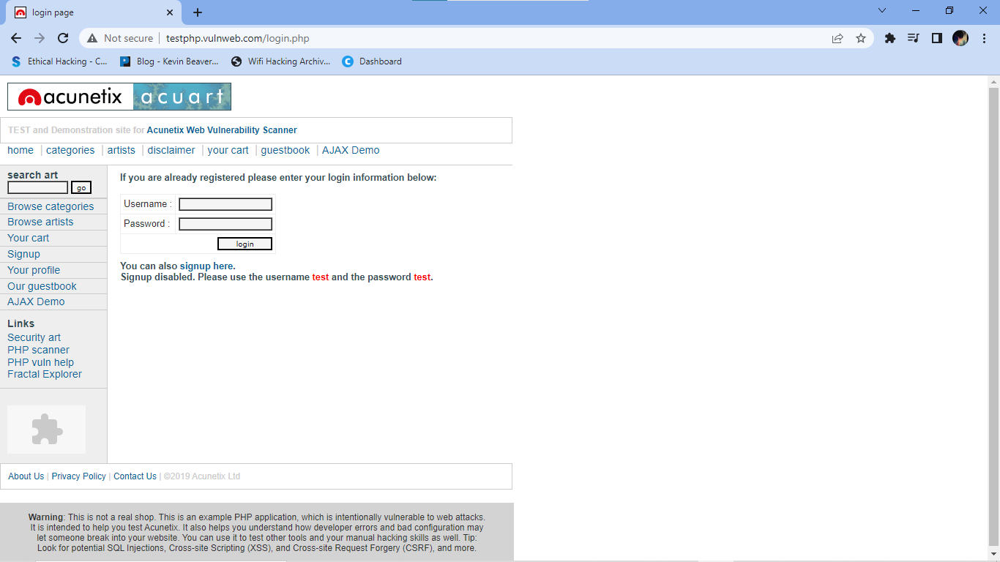 login page
Not secure
testphp.vulnweb.com/login.php
Ethical Hacking - C...
Blog - Kevin Beaver...
Wifi Hacking Archiv...
Dashboard
acunetix acuart
TEST and Demonstration site for Acunetix Web Vulnerability Scanner
home | categories | artists | disclaimer | your cart | guestbook | AJAX Demo
search art
go
Browse categories
Browse artists
Your cart
Signup
Your profile
Our guestbook
AJAX Demo
Links
Security art
PHP scanner
PHP vuln help
Fractal Explorer
If you are already registered please enter your login information below:
Username :
Password :
login
You can also signup here.
Signup disabled. Please use the username test and the password test.
About Us | Privacy Policy | Contact Us | ©2019 Acunetix Ltd
Warning: This is not a real shop. This is an example PHP application, which is intentionally vulnerable to web attacks.
It is intended to help you test Acunetix. It also helps you understand how developer errors and bad configuration may
let someone break into your website. You can use it to test other tools and your manual hacking skills as well. Tip:
Look for potential SQL Injections, Cross-site Scripting (XSS), and Cross-site Request Forgery (CSRF), and more.